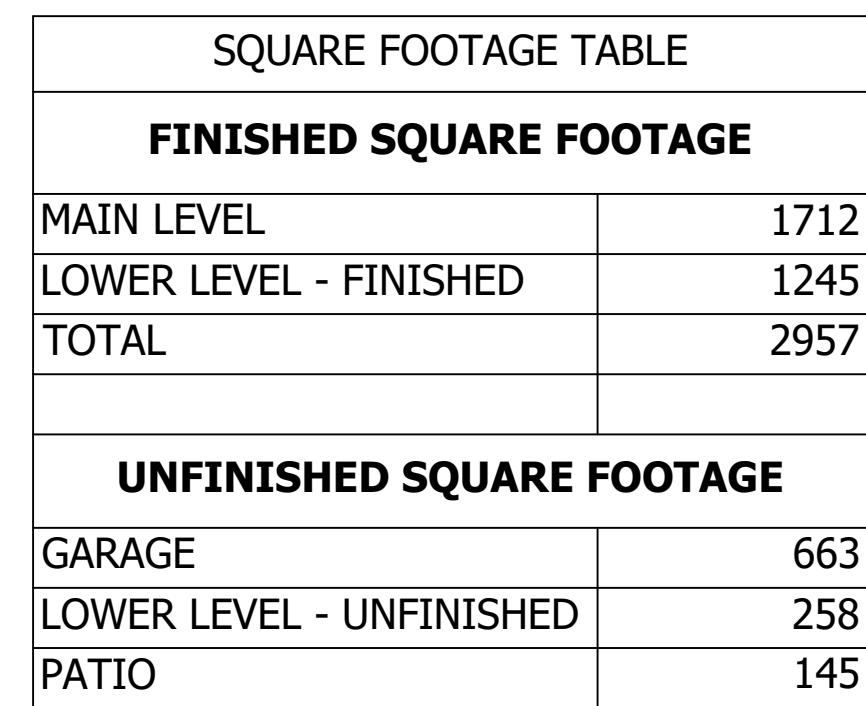 SQUARE FOOTAGE TABLE
FINISHED SQUARE FOOTAGE
MAIN LEVEL 1712
LOWER LEVEL - FINISHED 1245
TOTAL 2957
UNFINISHED SQUARE FOOTAGE
GARAGE 663
LOWER LEVEL - UNFINISHED 258
PATIO 145